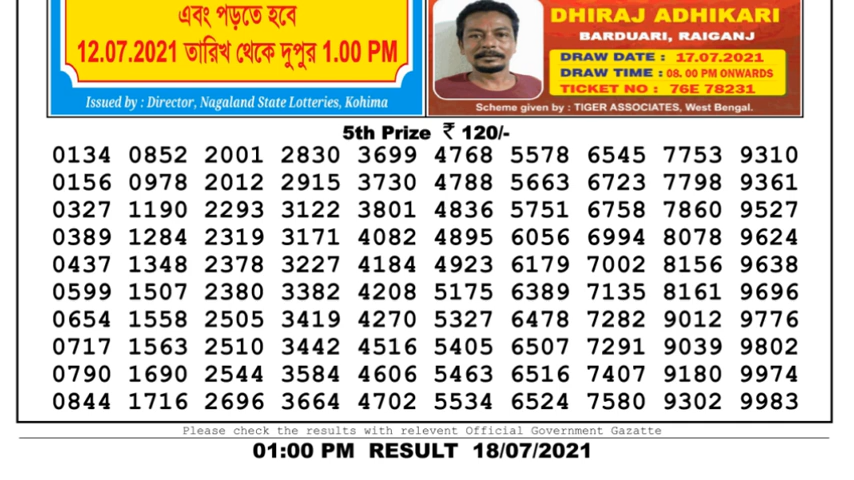 এবং পড়তে হবে
12.07.2021 তারিখ থেকে দুপুর 1.00 PM
Issued by : Director, Nagaland State Lotteries, Kohima
DHIRAJ ADHIKARI
BARDUARI, RAIGANJ
DRAW DATE : 17.07.2021
DRAW TIME : 08. 00 PM ONWARDS
TICKET NO : 76E 78231
Scheme given by : TIGER ASSOCIATES, West Bengal.
5th Prize ₹ 120/-
0134 0852 2001 2830 3699 4768 5578 6545 7753 9310
0156 0978 2012 2915 3730 4788 5663 6723 7798 9361
0327 1190 2293 3122 3801 4836 5751 6758 7860 9527
0389 1284 2319 3171 4082 4895 6056 6994 8078 9624
0437 1348 2378 3227 4184 4923 6179 7002 8156 9638
0599 1507 2380 3382 4208 5175 6389 7135 8161 9696
0654 1558 2505 3419 4270 5327 6478 7282 9012 9776
0717 1563 2510 3442 4516 5405 6507 7291 9039 9802
0790 1690 2544 3584 4606 5463 6516 7407 9180 9974
0844 1716 2696 3664 4702 5534 6524 7580 9302 9983
Please check the results with relevent Official Government Gazatte
01:00 PM RESULT 18/07/2021